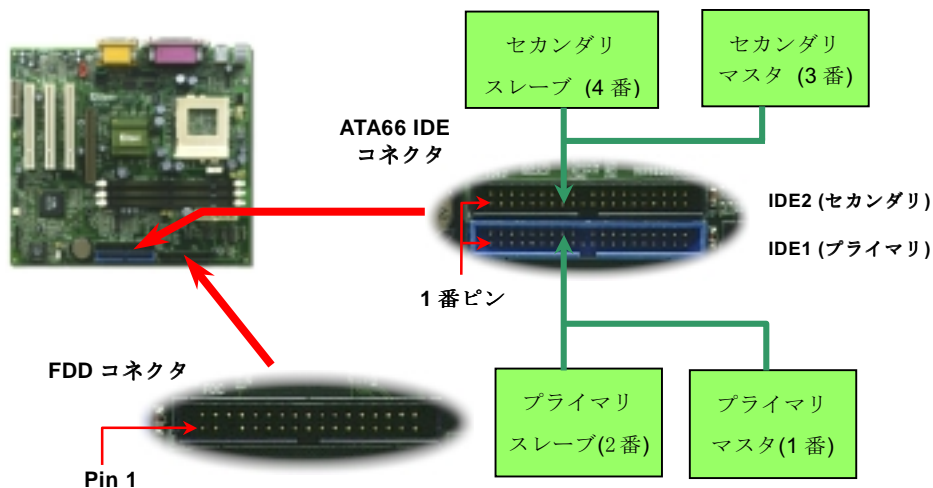 セカンダリ
スレーブ (4 番)
セカンダリ
マスタ (3 番)
ATA66 IDE
コネクタ
IDE2 (セカンダリ)
IDE1 (プライマリ)
1 番ピン
FDD コネクタ
プライマリ
スレーブ(2番)
プライマリ
マスタ(1 番)
Pin 1